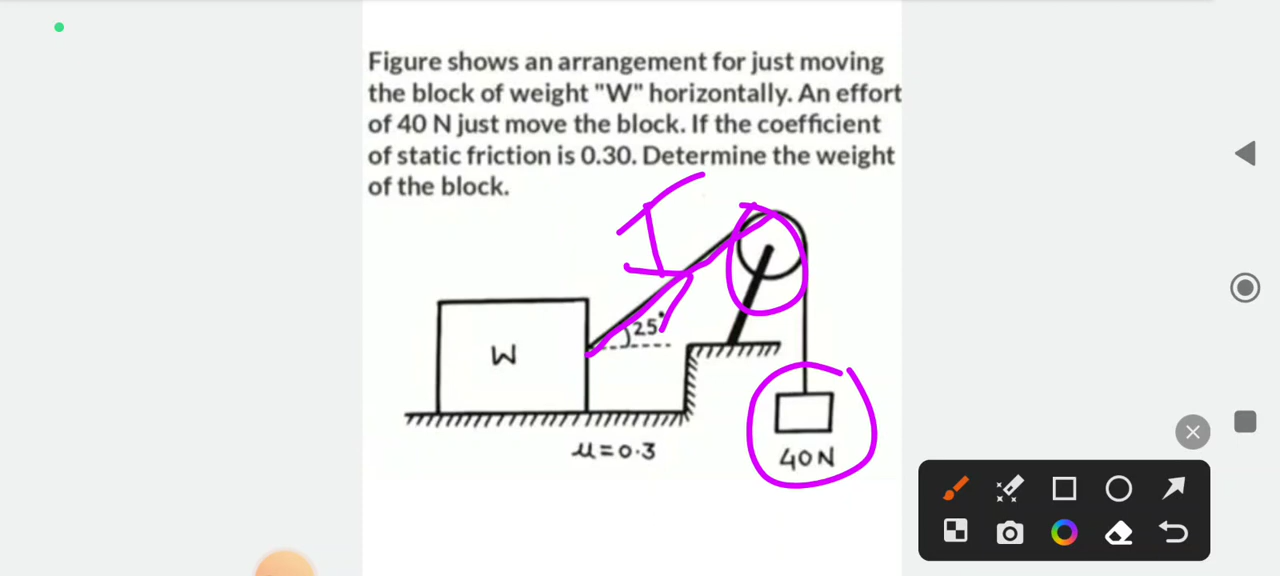 Figure shows an arrangement for just moving
the block of weight "W" horizontally. An effort
of 40 N just move the block. If the coefficient
of static friction is 0.30. Determine the weight
of the block.
25°
W
μ=0.3
40N